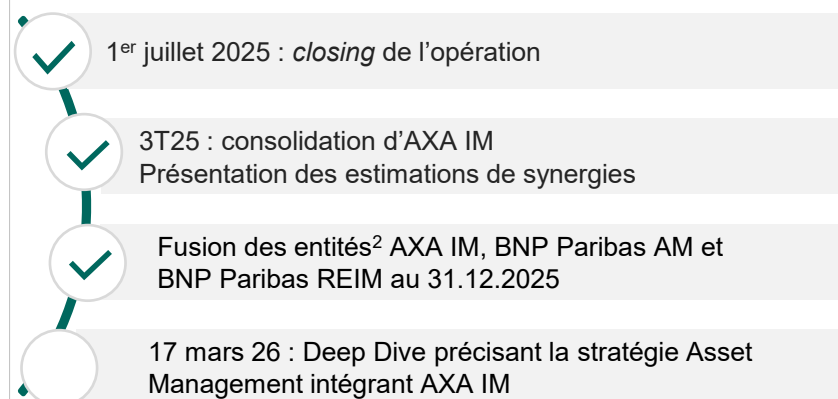 1er juillet 2025 : closing de l’opération
3T25 : consolidation d’AXA IM
Présentation des estimations de synergies
Fusion des entités² AXA IM, BNP Paribas AM et
BNP Paribas REIM au 31.12.2025
17 mars 26 : Deep Dive précisant la stratégie Asset
Management intégrant AXA IM